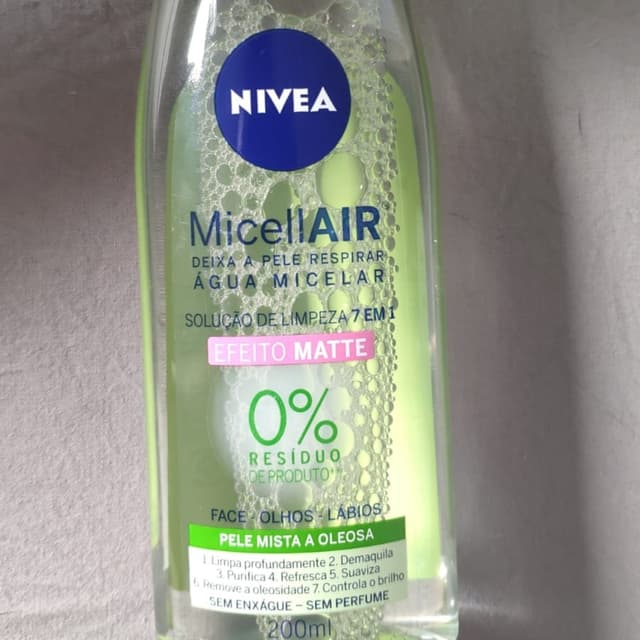 NIVEA
MicellAIR
DEIXA A PELE RESPIRAR
ÁGUA MICELAR
SOLUÇÃO DE LIMPEZA 7 EM 1
EFEITO MATTE
0%
RESÍDUO
DE PRODUTO**
FACE - OLHOS - LÁBIOS
PELE MISTA A OLEOSA
1. Limpa profundamente 2. Demaquila
3. Purifica 4. Refresca 5. Suaviza
6. Remove a oleosidade 7. Controla o brilho
SEM ENXÁGUE – SEM PERFUME
200ml